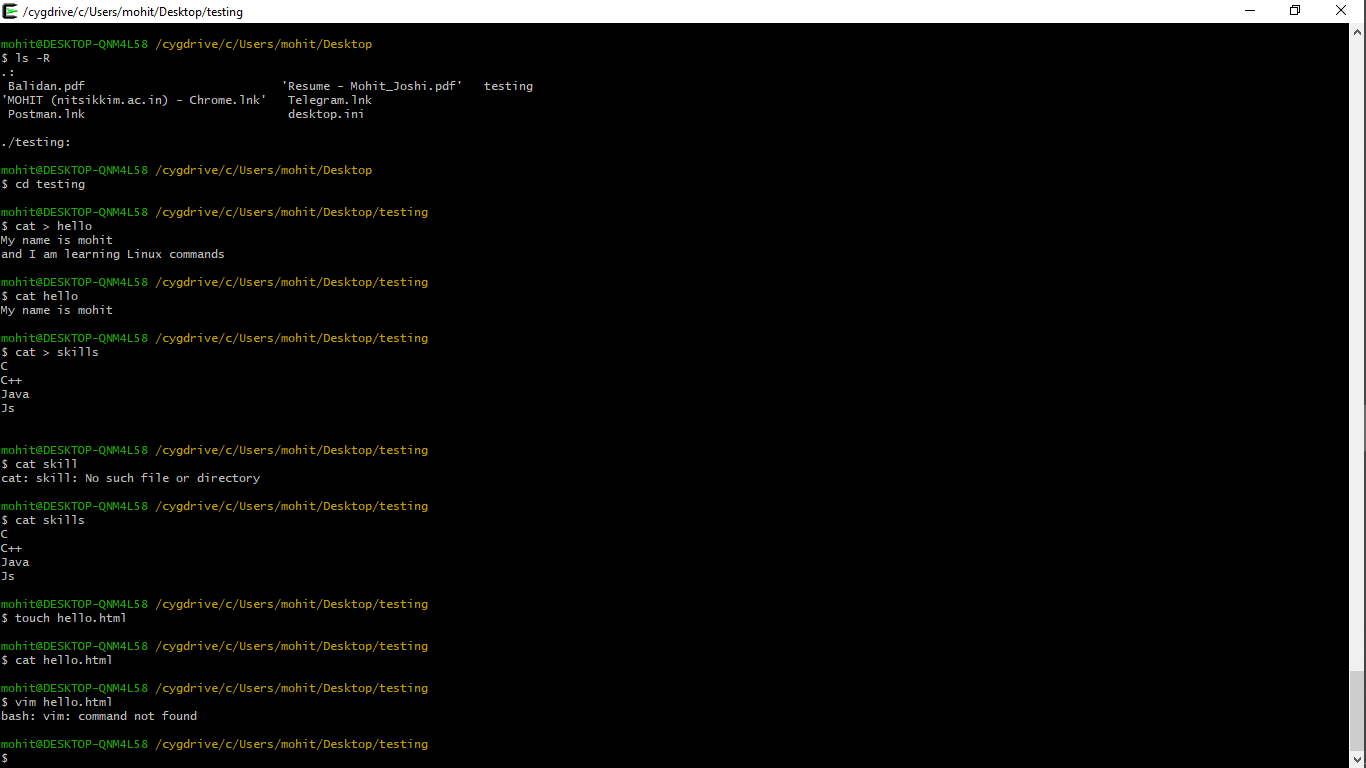 /cygdrive/c/Users/mohit/Desktop/testing
mohit@DESKTOP-QNM4L58 /cygdrive/c/Users/mohit/Desktop
$ ls -R
.:
 Balidan.pdf                            'Resume - Mohit_Joshi.pdf'   testing
'MOHIT (nitsikkim.ac.in) - Chrome.lnk'   Telegram.lnk
 Postman.lnk                             desktop.ini
./testing:
mohit@DESKTOP-QNM4L58 /cygdrive/c/Users/mohit/Desktop
$ cd testing
mohit@DESKTOP-QNM4L58 /cygdrive/c/Users/mohit/Desktop/testing
$ cat > hello
My name is mohit
and I am learning Linux commands
mohit@DESKTOP-QNM4L58 /cygdrive/c/Users/mohit/Desktop/testing
$ cat hello
My name is mohit
mohit@DESKTOP-QNM4L58 /cygdrive/c/Users/mohit/Desktop/testing
$ cat > skills
C
C++
Java
Js
mohit@DESKTOP-QNM4L58 /cygdrive/c/Users/mohit/Desktop/testing
$ cat skill
cat: skill: No such file or directory
mohit@DESKTOP-QNM4L58 /cygdrive/c/Users/mohit/Desktop/testing
$ cat skills
C
C++
Java
Js
mohit@DESKTOP-QNM4L58 /cygdrive/c/Users/mohit/Desktop/testing
$ touch hello.html
mohit@DESKTOP-QNM4L58 /cygdrive/c/Users/mohit/Desktop/testing
$ cat hello.html
mohit@DESKTOP-QNM4L58 /cygdrive/c/Users/mohit/Desktop/testing
$ vim hello.html
bash: vim: command not found
mohit@DESKTOP-QNM4L58 /cygdrive/c/Users/mohit/Desktop/testing
$